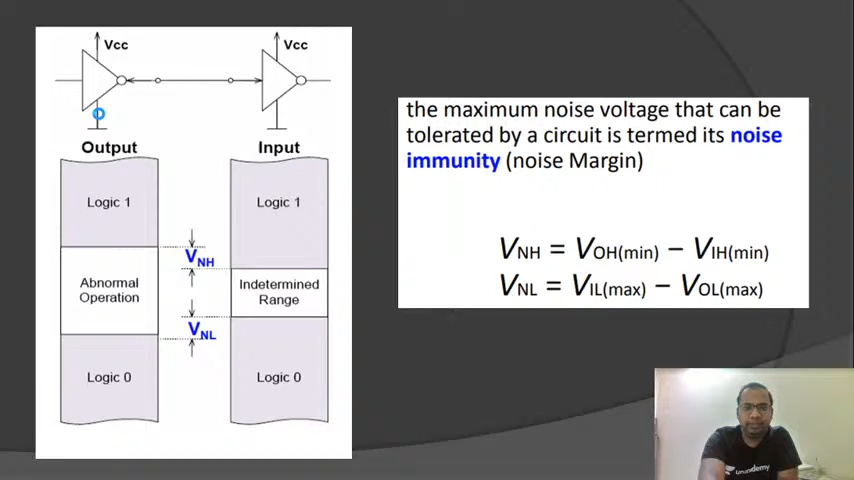 Vcc
Vcc
Output
Input
Logic 1
Logic 1
VNH
Abnormal
Operation
Indetermined
Range
VNL
Logic 0
Logic 0
the maximum noise voltage that can be
tolerated by a circuit is termed its noise
immunity (noise Margin)
VNH = VOH(min) − VIH(min)
VNL = VIL(max) − VOL(max)
unacademy